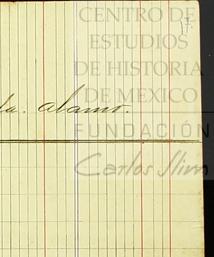 CENTRO DE
ESTUDIOS
DE HISTORIA
DE MEXICO
la. alamo.
FUNDACIÓN
Carlos Slim